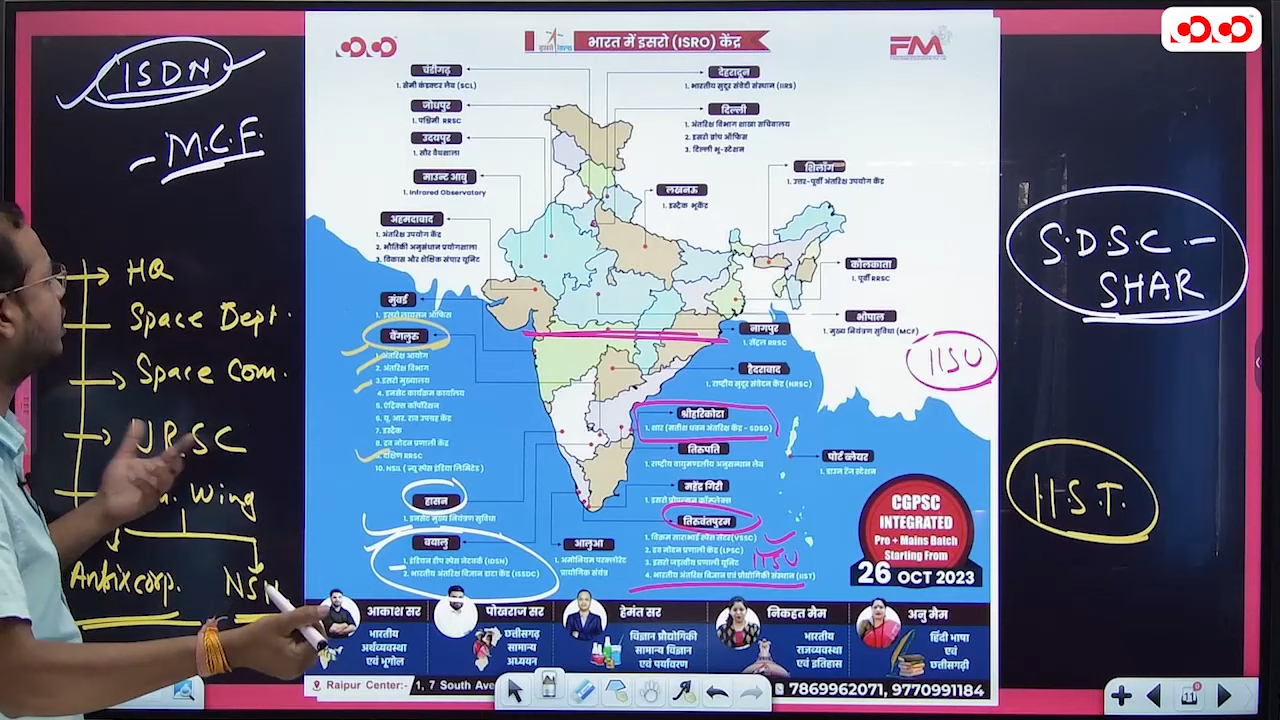 ISDN
- M.C.F.
HQ
Space Dept.
Space Com.
URSC
Wing
Antrixcorp.
भारत में इसरो (ISRO) केंद्र
FM
चंडीगढ़
1. सेमी कंडक्टर लैब (SCL)
जोधपुर
1. पश्चिमी RRSC
उदयपुर
1. सौर वैधशाला
माउन्ट आबु
1. Infrared Observatory
अहमदाबाद
1. अंतरिक्ष उपयोग केंद्र
2. भौतिकी अनुसंधान प्रयोगशाला
3. विकास और शैक्षिक संचार यूनिट
मुंबई
1. इसरो लायसन ऑफिस
बेंगलुरु
1. अंतरिक्ष आयोग
2. अंतरिक्ष विभाग
3. इसरो मुख्यालय
4. इनसेट कार्यक्रम कार्यालय
5. एंट्रिक्स कॉर्पोरेशन
6. यू. आर. राव उपग्रह केंद्र
7. इस्ट्रेक
8. द्रव नोदन प्रणाली केंद्र
9. दक्षिण RRSC
10. NSIL ( न्यू स्पेस इंडिया लिमिटेड )
हासन
1. इनसेट मुख्य नियंत्रण सुविधा
बयालु
1. इंडियन डीप स्पेस नेटवर्क (IDSN)
2. भारतीय अंतरिक्ष विज्ञान डाटा केंद्र (ISSDC)
देहरादून
1. भारतीय सुदूर संवेदी संस्थान (IIRS)
दिल्ली
1. अंतरिक्ष विभाग शाखा सचिवालय
2. इसरो ब्रांच ऑफिस
3. दिल्ली भू-स्टेशन
लखनऊ
1. इस्ट्रैक भूकेंद्र
शिलाँग
1. उत्तर-पूर्वी अंतरिक्ष उपयोग केंद्र
कोलकाता
1. पूर्वी RRSC
भोपाल
1. मुख्य नियंत्रण सुविधा (MCF)
नागपुर
1. सेंट्रल RRSC
हैदराबाद
1. राष्ट्रीय सुदूर संवेदन केंद्र (NRSC)
श्रीहरिकोटा
1. शार (सतीश धवन अंतरिक्ष केंद्र - SDSC)
तिरुपति
1. राष्ट्रीय वायुमण्डलीय अनुसन्धान लैब
महेंद्र गिरी
1. इसरो प्रोपल्शन कॉम्प्लेक्स
तिरुवंतपुरम
1. विक्रम साराभाई स्पेस सेंटर (VSSC)
2. द्रव नोदन प्रणाली केंद्र (LPSC)
3. इसरो जड़त्वीय प्रणाली यूनिट
IISU
4. भारतीय अंतरिक्ष विज्ञान एवं प्रौद्योगिकी संस्थान (IIST)
आलुआ
1. अमोनियम परक्लोरेट
प्रायोगिक संयंत्र
पोर्ट ब्लेयर
1. डाउन रेंज स्टेशन
CGPSC
INTEGRATED
Pro + Mains Batch
Starting From
26 OCT 2023
आकाश सर
भारतीय
अर्थव्यवस्था
एवं भूगोल
पोखराज सर
छत्तीसगढ़
सामान्य
अध्ययन
हेमंत सर
विज्ञान प्रौद्योगिकी
सामान्य विज्ञान
एवं पर्यावरण
निकहत मैम
भारतीय
राजव्यवस्था
एवं इतिहास
अनु मैम
हिंदी भाषा
एवं
छत्तीसगढ़ी
Raipur Center:- 1, 7 South Ave
7869962071, 9770991184
S.D.S.C. -
SHAR
IISU
I.I.S.T.
11